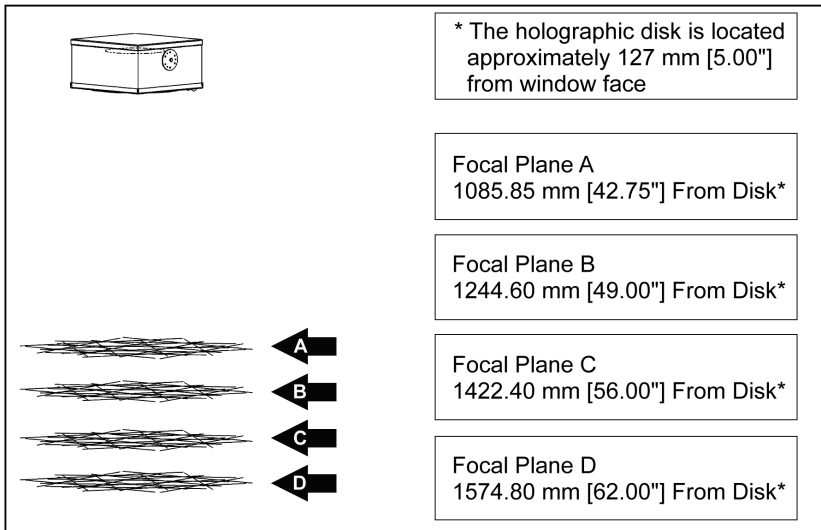 * The holographic disk is located
approximately 127 mm [5.00"]
from window face
Focal Plane A
1085.85 mm [42.75"] From Disk*
Focal Plane B
1244.60 mm [49.00"] From Disk*
Focal Plane C
1422.40 mm [56.00"] From Disk*
Focal Plane D
1574.80 mm [62.00"] From Disk*
A
B
C
D